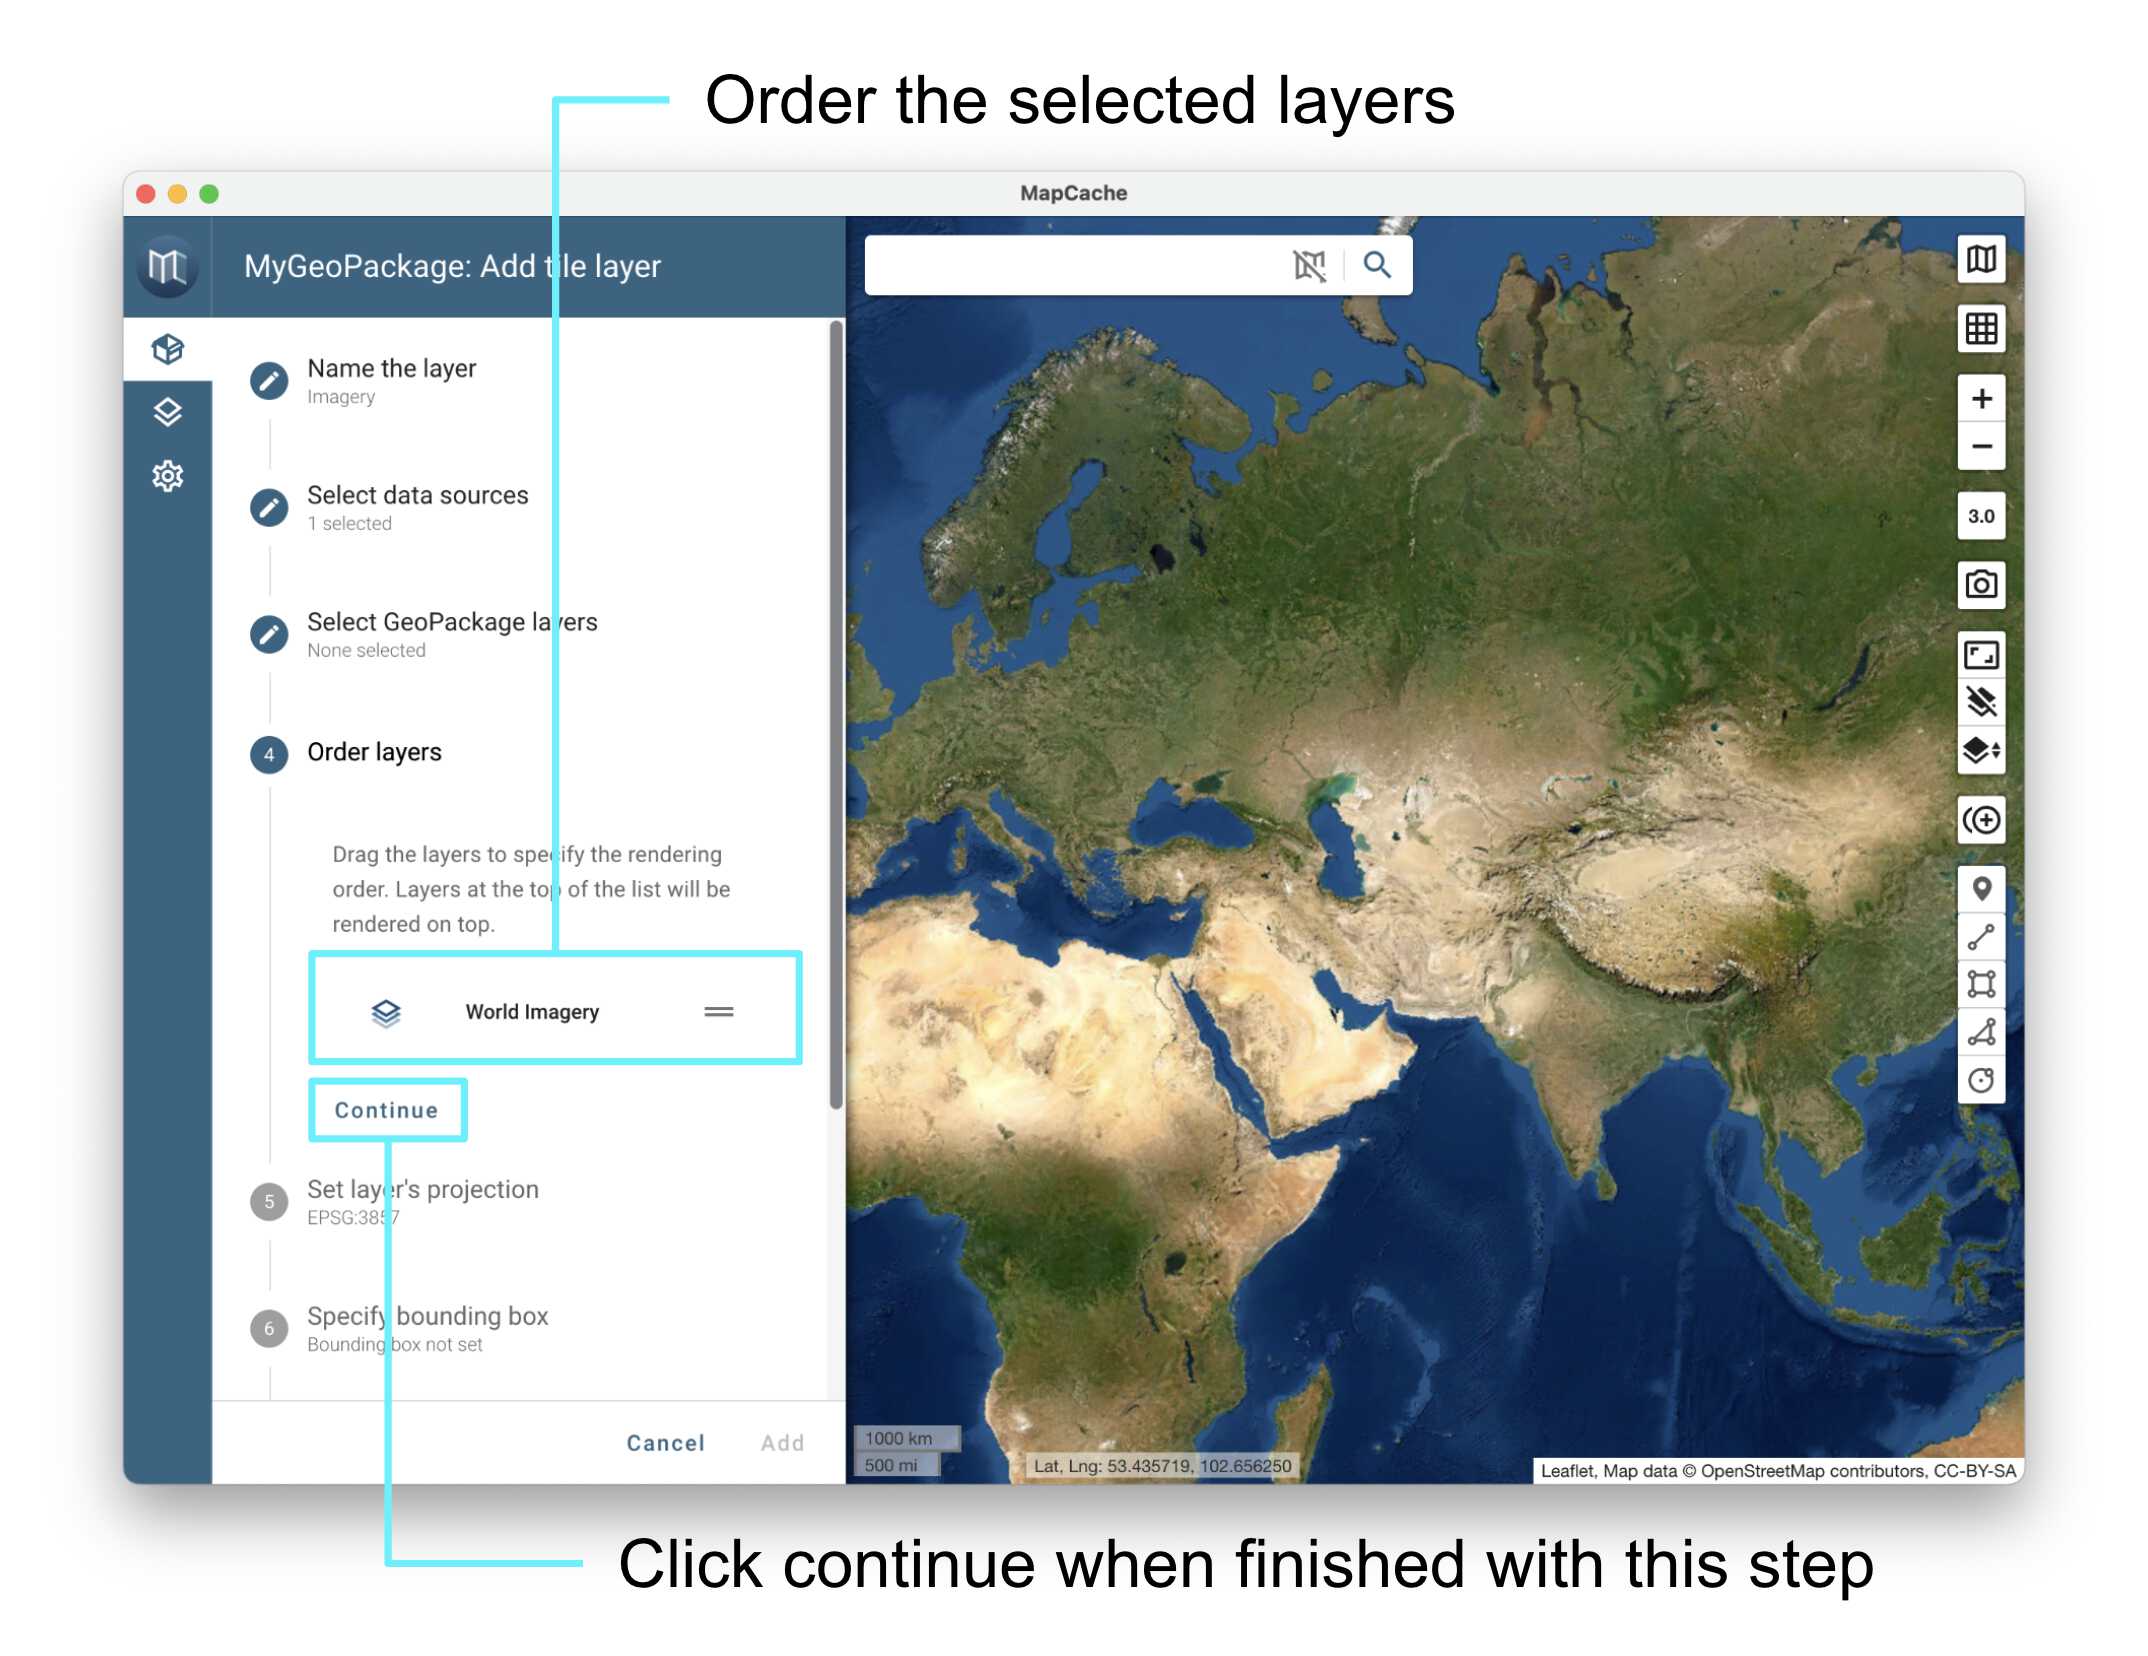 Order the selected layers
MapCache
MyGeoPackage: Add tile layer
Name the layer
Imagery
Select data sources
1 selected
Select GeoPackage layers
None selected
4
Order layers
Drag the layers to specify the rendering
order. Layers at the top of the list will be
rendered on top.
World Imagery
Continue
5
Set layer's projection
EPSG:3857
6
Specify bounding box
Bounding box not set
Cancel
Add
3.0
1000 km
500 mi
Lat, Lng: 53.435719, 102.656250
Leaflet, Map data © OpenStreetMap contributors, CC-BY-SA
Click continue when finished with this step